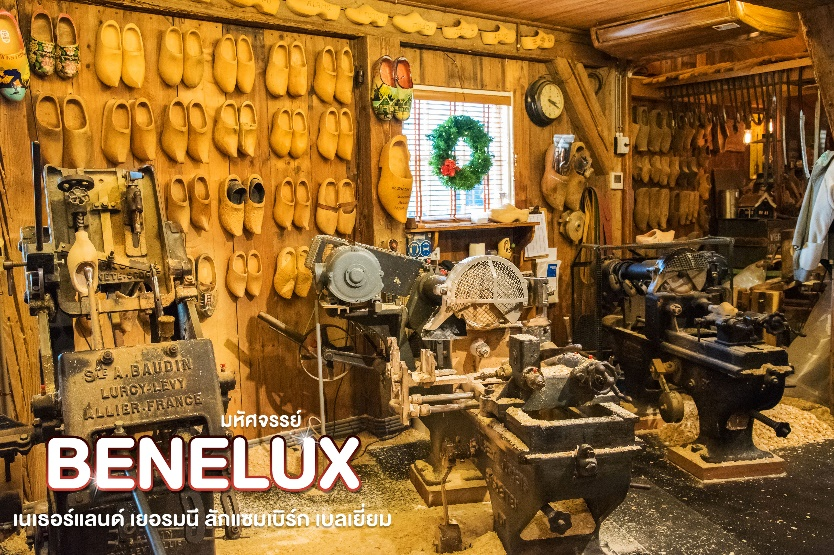 Sté A. BAUDIN
LURCY-LEVY
ALLIER-FRANCE
มหัศจรรย์
BENELUX
เนเธอร์แลนด์ เยอรมนี ลักแซมเบิร์ก เบลเยี่ยม